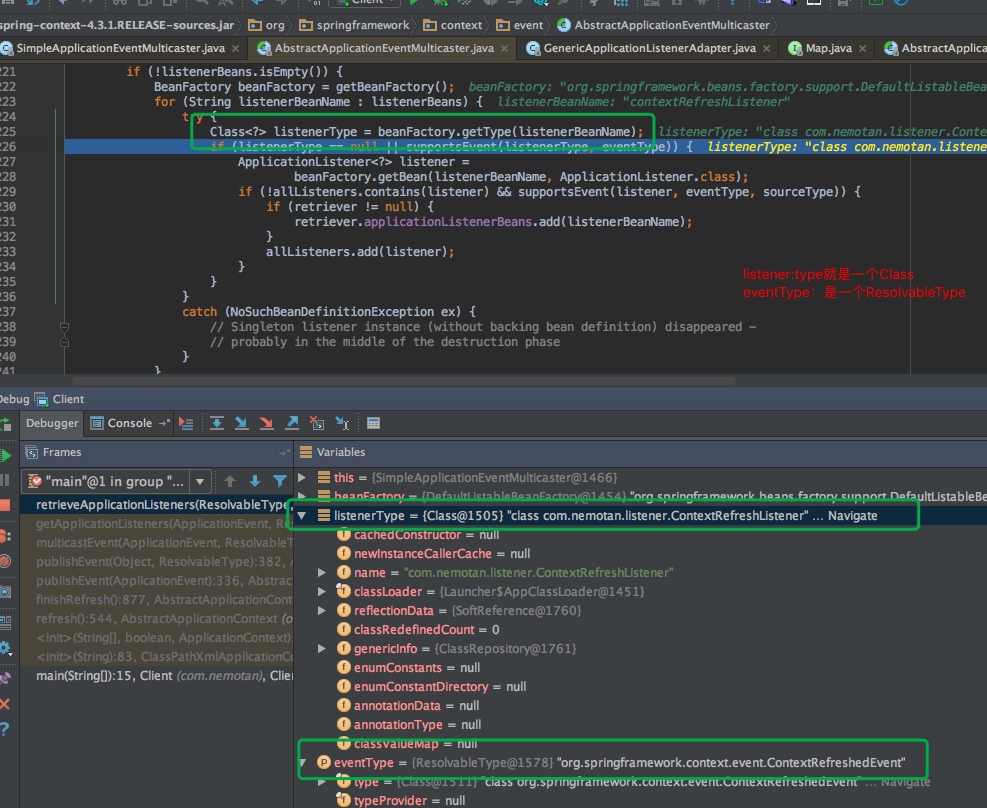 spring-context-4.3.1.RELEASE-sources.jar org springframework context event AbstractApplicationEventMulticaster
SimpleApplicationEventMulticaster.java AbstractApplicationEventMulticaster.java GenericApplicationListenerAdapter.java Map.java AbstractApplica
221 if (!listenerBeans.isEmpty()) {
222 BeanFactory beanFactory = getBeanFactory(); beanFactory: "org.springframework.beans.factory.support.DefaultListableBea
223 for (String listenerBeanName : listenerBeans) { listenerBeanName: "contextRefreshListener"
224 try {
225 Class<?> listenerType = beanFactory.getType(listenerBeanName); listenerType: "class com.nemotan.listener.Conte
226 if (listenerType == null || supportsEvent(listenerType, eventType)) { listenerType: "class com.nemotan.listene
227 ApplicationListener<?> listener =
228 beanFactory.getBean(listenerBeanName, ApplicationListener.class);
229 if (!allListeners.contains(listener) && supportsEvent(listener, eventType, sourceType)) {
230 if (retriever != null) {
231 retriever.applicationListenerBeans.add(listenerBeanName);
232 }
233 allListeners.add(listener);
234 }
235 }
236 }
237 catch (NoSuchBeanDefinitionException ex) {
238 // Singleton listener instance (without backing bean definition) disappeared -
239 // probably in the middle of the destruction phase
240 }
241 }
listener:type就是一个Class
eventType：是一个ResolvableType
Debug Client
Debugger Console
Frames
"main"@1 in group "...
retrieveApplicationListeners(ResolvableType,
getApplicationListeners(ApplicationEvent, Re
multicastEvent(ApplicationEvent, ResolvableT
publishEvent(Object, ResolvableType):382, A
publishEvent(ApplicationEvent):336, Abstrac
finishRefresh():877, AbstractApplicationCont
refresh():544, AbstractApplicationContext (o
<init>(String[], boolean, ApplicationContext):
<init>(String):83, ClassPathXmlApplicationCo
main(String[]):15, Client (com.nemotan), Clien
Variables
this = {SimpleApplicationEventMulticaster@1466}
beanFactory = {DefaultListableBeanFactory@1454} "org.springframework.beans.factory.support.DefaultListableBe
listenerType = {Class@1505} "class com.nemotan.listener.ContextRefreshListener" ... Navigate
cachedConstructor = null
newInstanceCallerCache = null
name = "com.nemotan.listener.ContextRefreshListener"
classLoader = {Launcher$AppClassLoader@1451}
reflectionData = {SoftReference@1760}
classRedefinedCount = 0
genericInfo = {ClassRepository@1761}
enumConstants = null
enumConstantDirectory = null
annotationData = null
annotationType = null
classValueMap = null
eventType = {ResolvableType@1578} "org.springframework.context.event.ContextRefreshedEvent"
type = {Class@1511} "class org.springframework.context.event.ContextRefreshedEvent" ... Navigate
typeProvider = null